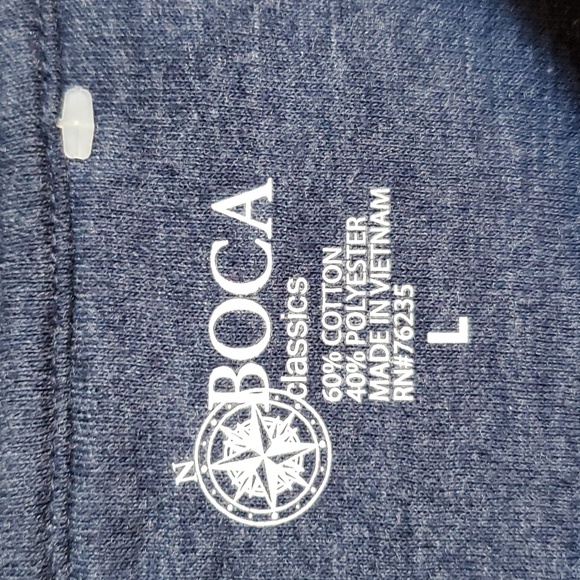 N
BOCA
classics
60% COTTON
40% POLYESTER
MADE IN VIETNAM
RN#76235
L